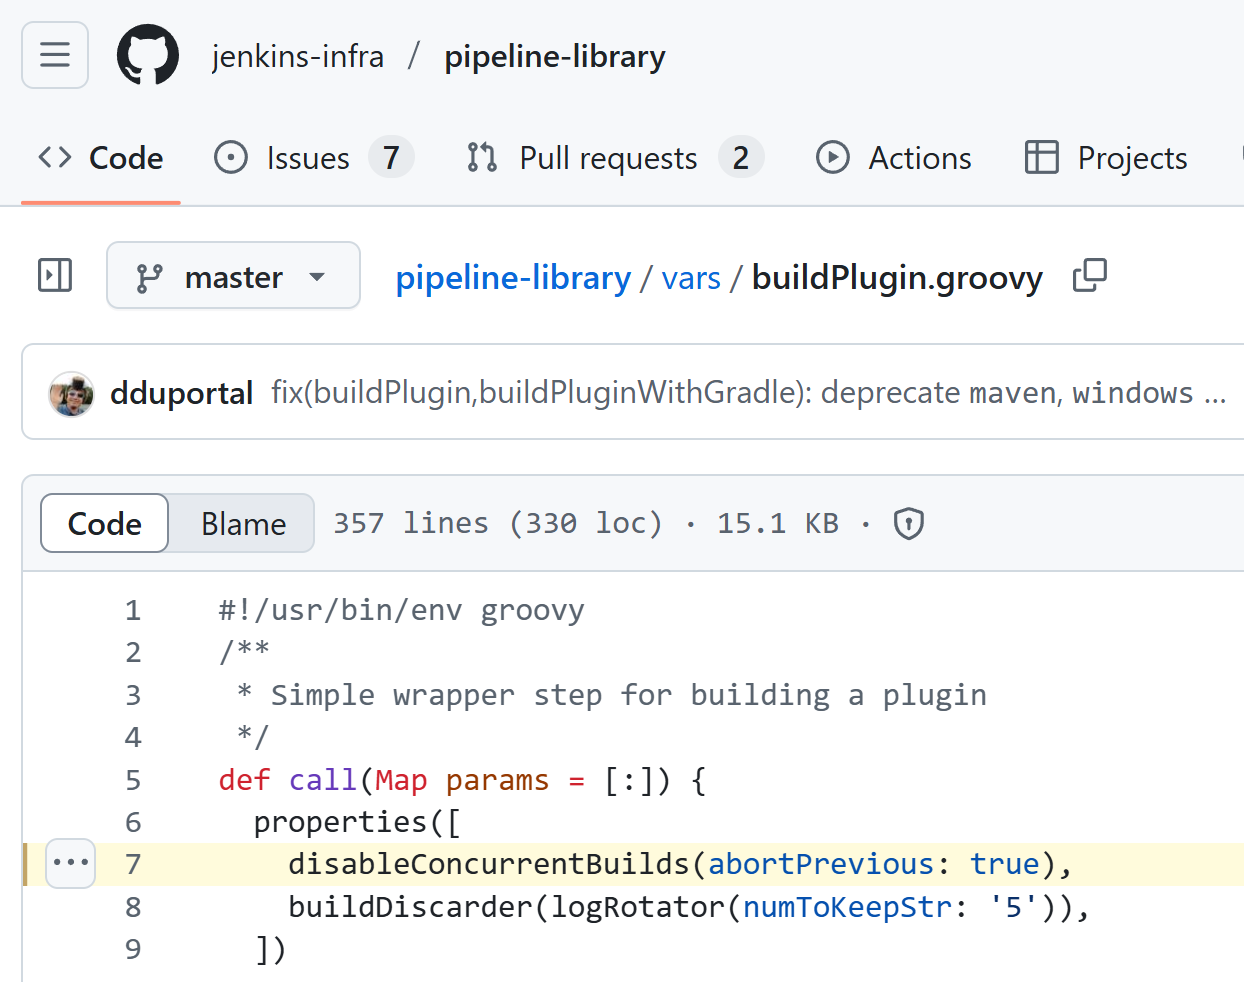 jenkins-infra / pipeline-library
Code Issues 7 Pull requests 2 Actions Projects
master pipeline-library / vars / buildPlugin.groovy
dduportal fix(buildPlugin,buildPluginWithGradle): deprecate maven, windows ...
Code Blame 357 lines (330 loc) · 15.1 KB ·
1 #!/usr/bin/env groovy
2 /**
3 * Simple wrapper step for building a plugin
4 */
5 def call(Map params = [:]) {
6 properties([
7 disableConcurrentBuilds(abortPrevious: true),
8 buildDiscarder(logRotator(numToKeepStr: '5')),
9 ])